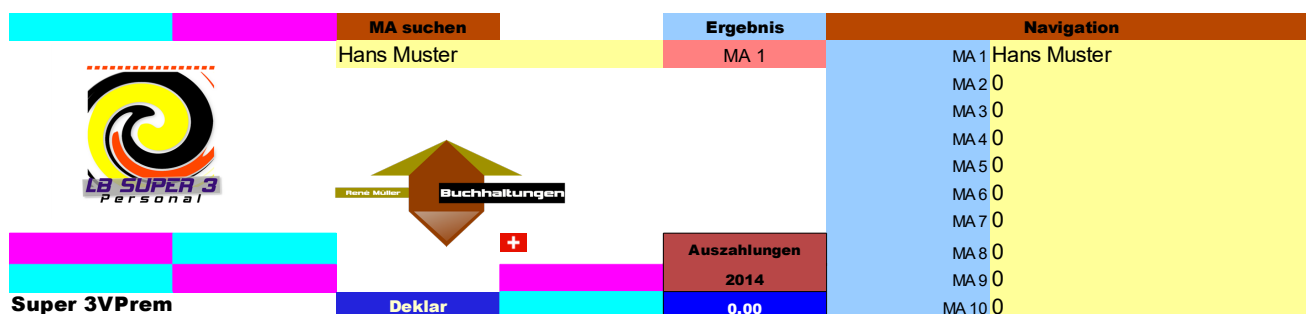 MA suchen Ergebnis Navigation
Hans Muster MA 1 MA 1 Hans Muster
MA 2 0
MA 3 0
MA 4 0
MA 5 0
LB SUPER 3 MA 6 0
Personal René Müller Buchhaltungen
MA 7 0
Auszahlungen MA 8 0
2014 MA 9 0
Super 3VPrem Deklar 0.00 MA 10 0